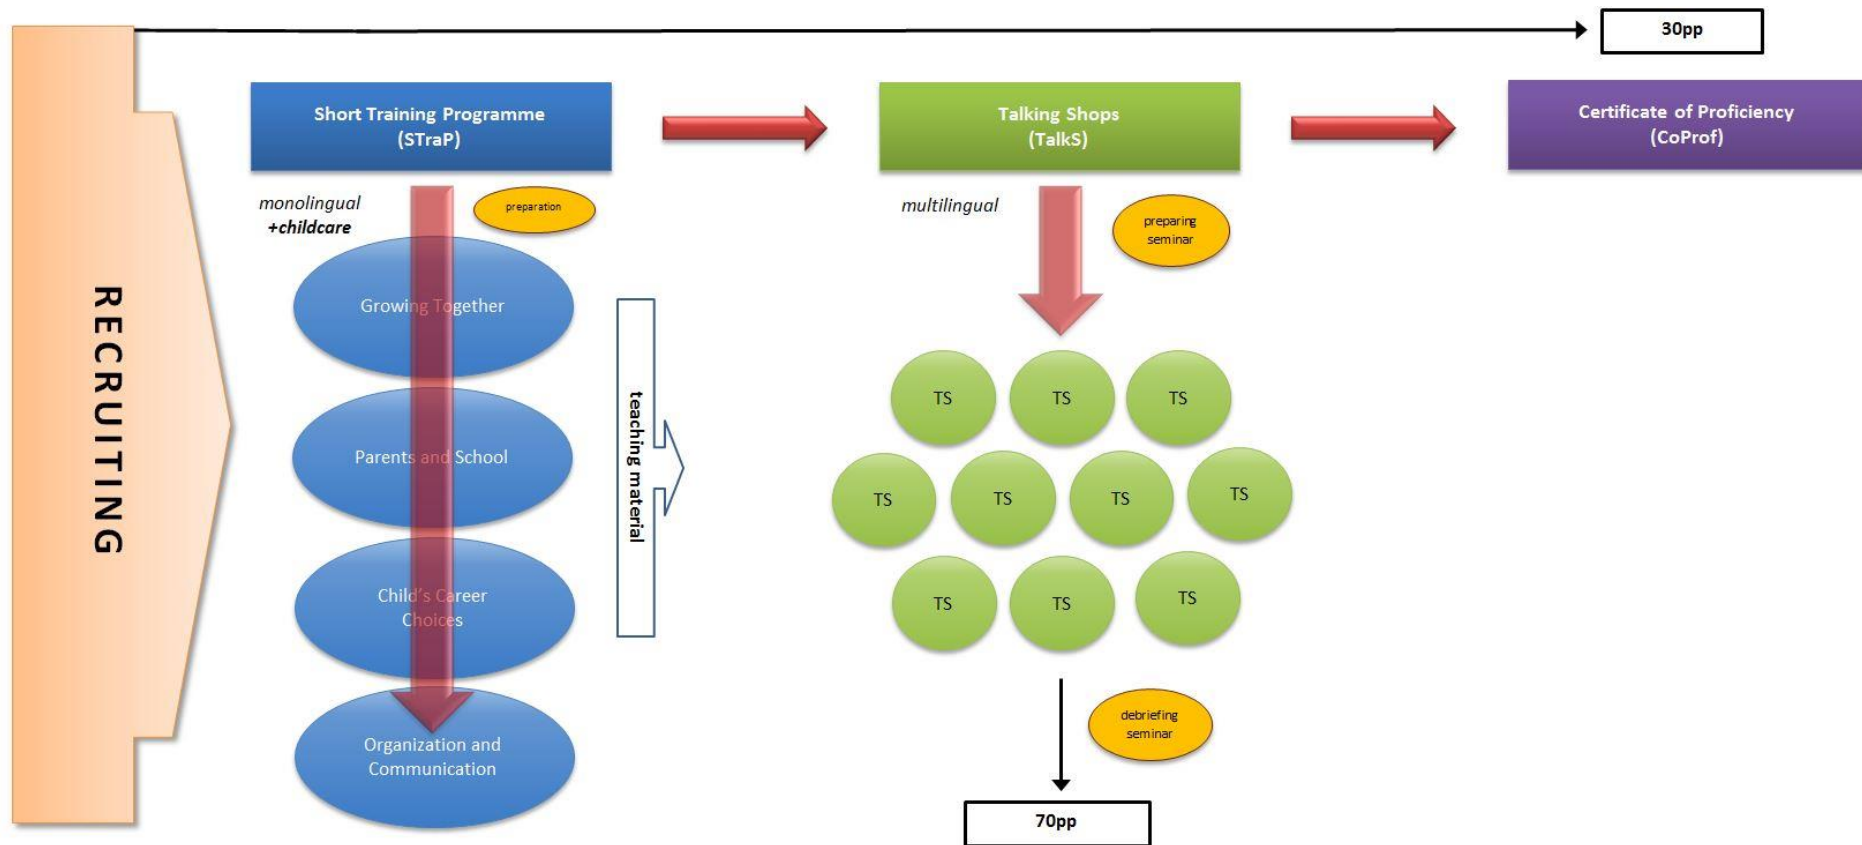 30pp
RECRUITING
Short Training Programme
(STraP)
Talking Shops
(TalkS)
Certificate of Proficiency
(CoProf)
monolingual
+childcare
preparation
multilingual
preparing
seminar
Growing Together
Parents and School
Child's Career
Choices
Organization and
Communication
teaching material
TS
TS
TS
TS
TS
TS
TS
TS
TS
TS
debriefing
seminar
70pp